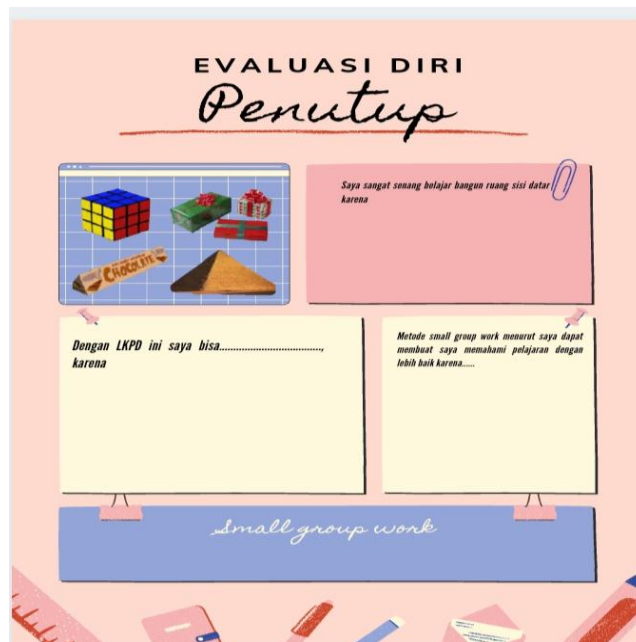 EVALUASI DIRI
Penutup
CHOCOLATE
Saya sangat senang belajar bangun ruang sisi datar
karena
Dengan LKPD ini saya bisa....................................,
karena
Metode small group work menurut saya dapat
membuat saya memahami pelajaran dengan
lebih baik karena......
Small group work